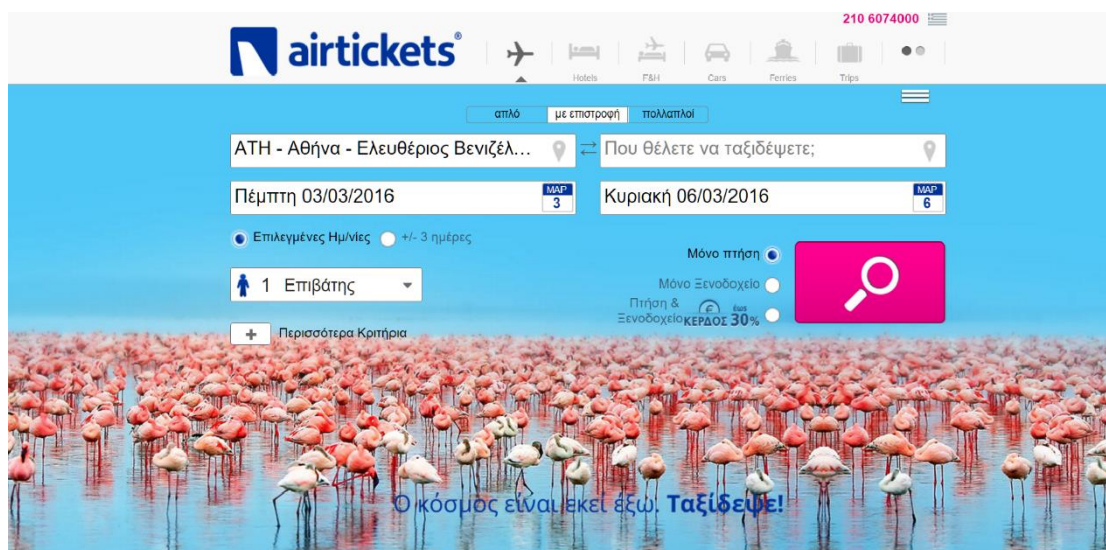 210 6074000
airtickets®
Hotels F&H Cars Ferries Trips
απλό με επιστροφή πολλαπλοί
ATH - Αθήνα - Ελευθέριος Βενιζέλ... Που θέλετε να ταξιδέψετε;
Πέμπτη 03/03/2016 ΜΑΡ 3 Κυριακή 06/03/2016 ΜΑΡ 6
Επιλεγμένες Ημ/νίες +/- 3 ημέρες
Μόνο πτήση
1 Επιβάτης
Μόνο Ξενοδοχείο
Πτήση &
Ξενοδοχείο € έως
ΚΕΡΔΟΣ 30%
+ Περισσότερα Κριτήρια
Ο κόσμος είναι εκεί έξω. Ταξίδεψε!